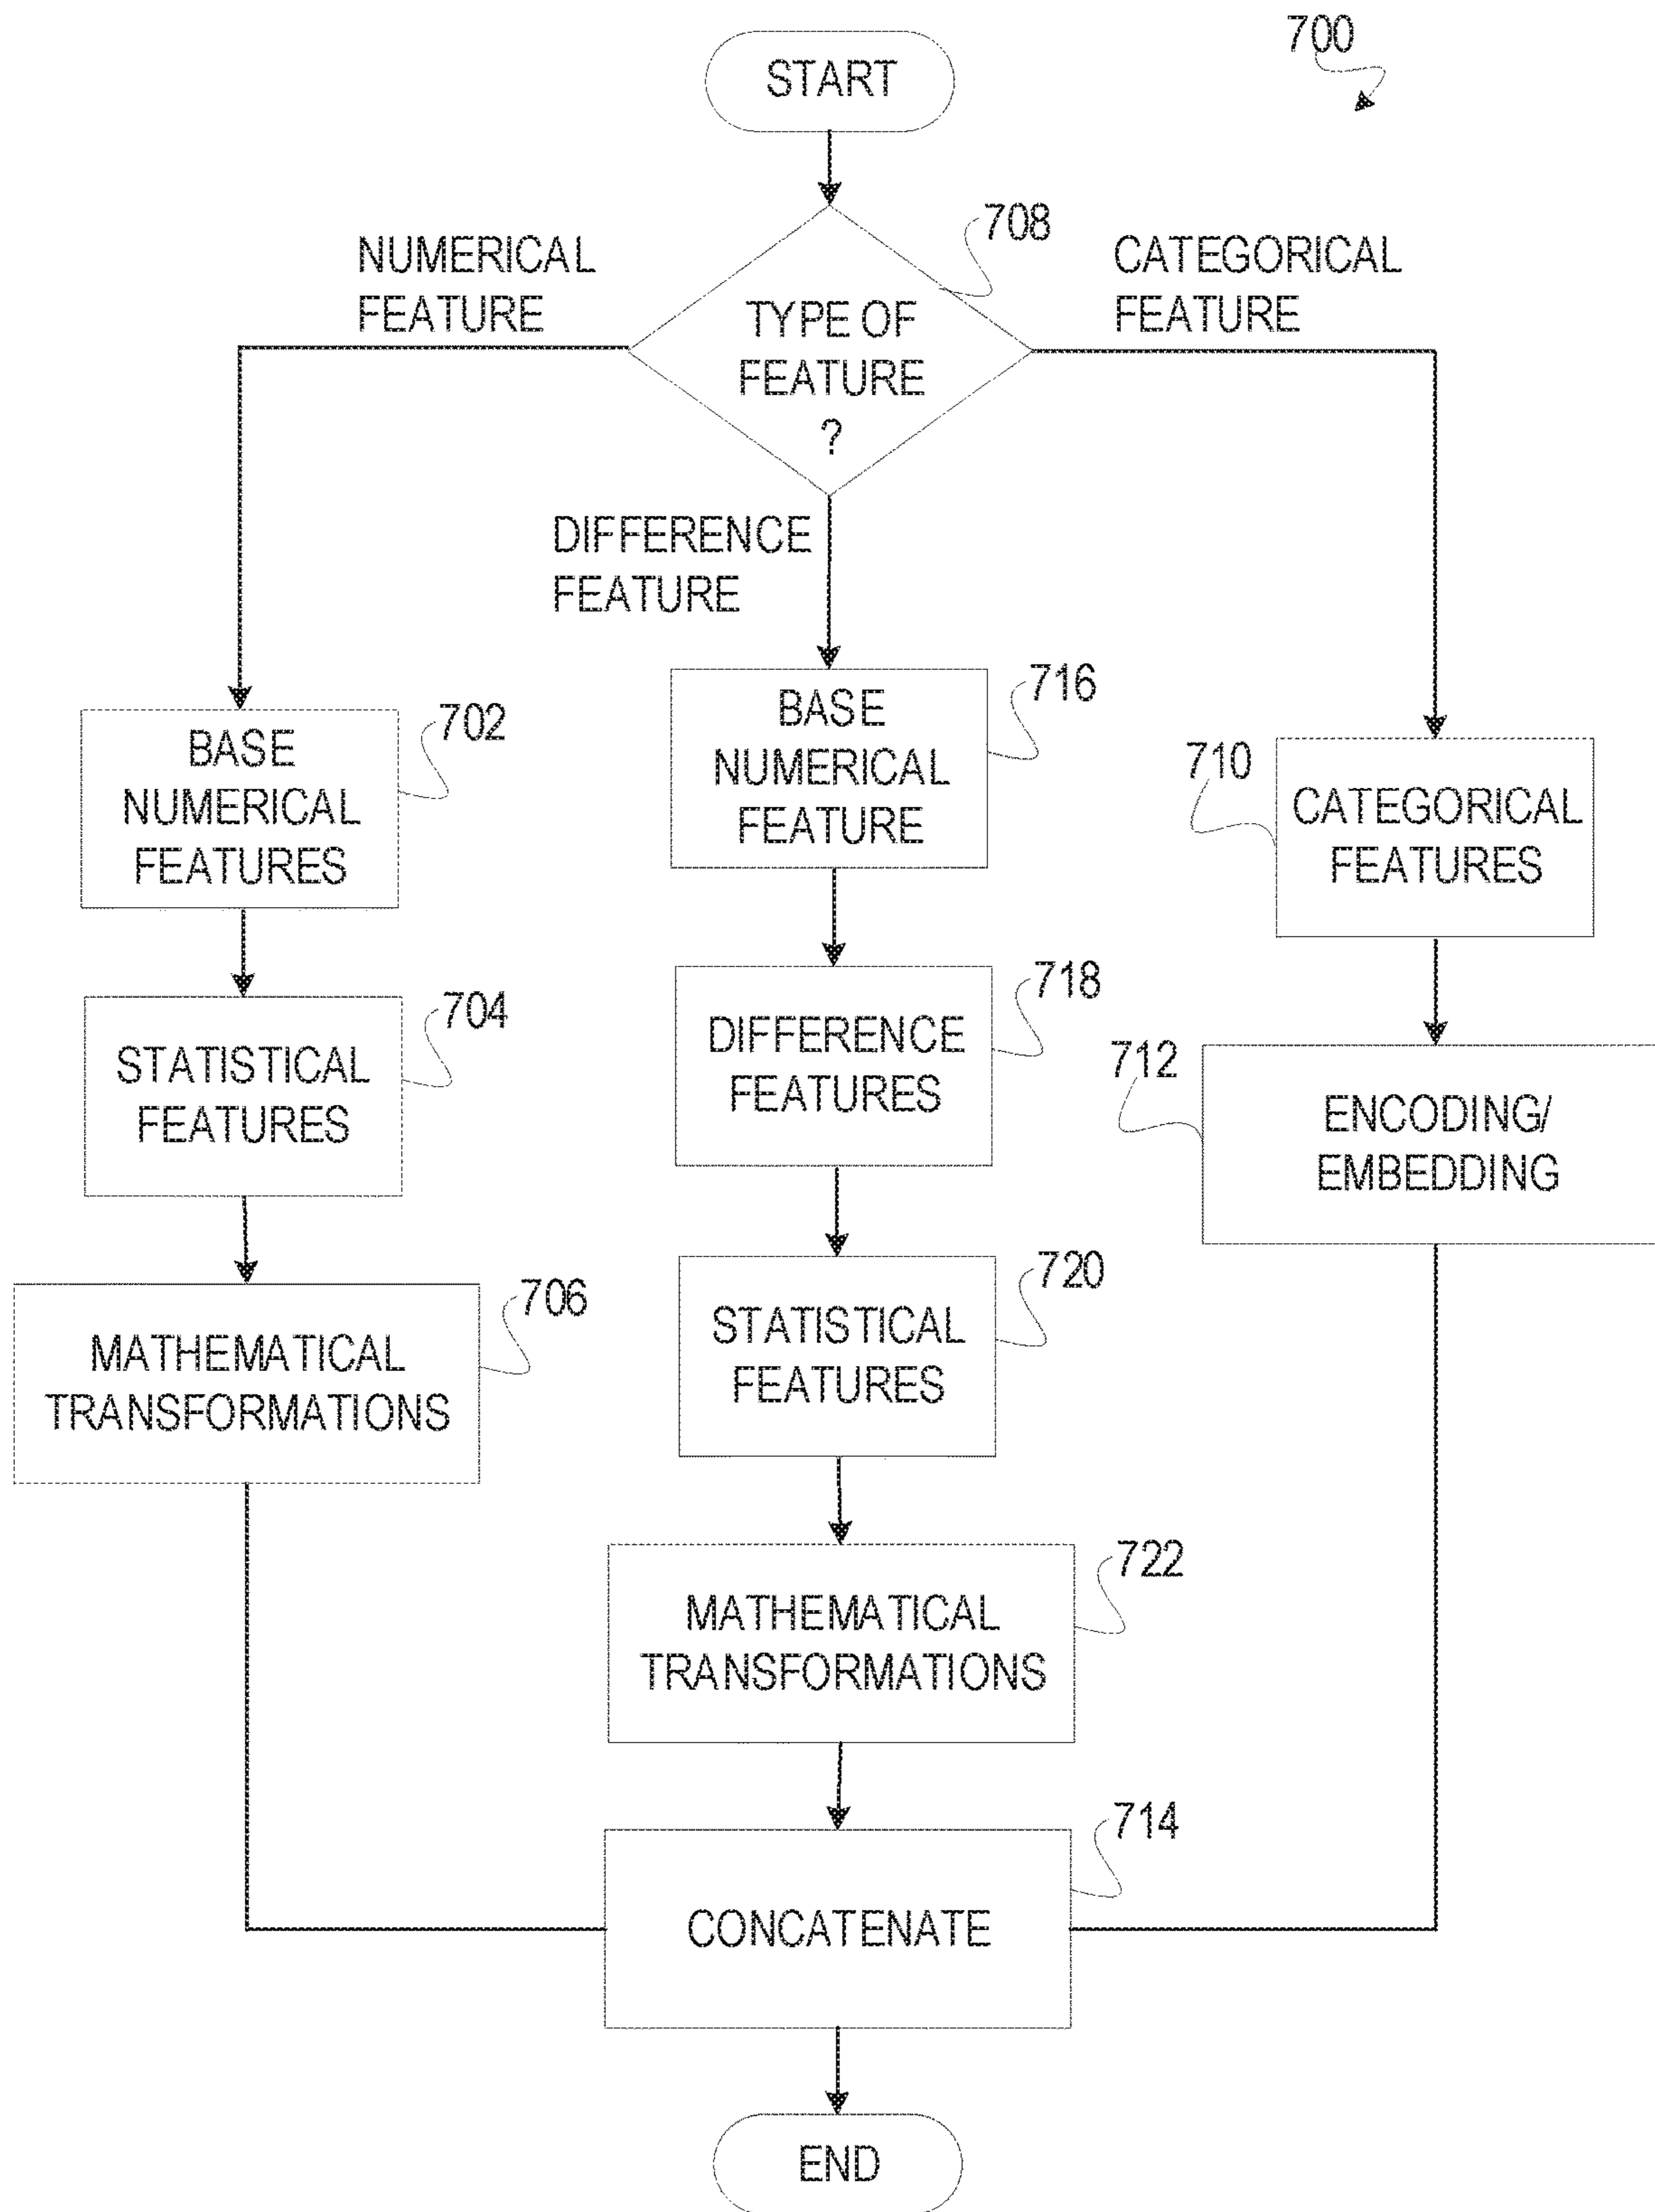 700
START
708
NUMERICAL
FEATURE
CATEGORICAL
FEATURE
TYPE OF
FEATURE
?
DIFFERENCE
FEATURE
702
BASE
NUMERICAL
FEATURES
716
BASE
NUMERICAL
FEATURE
710
CATEGORICAL
FEATURES
704
STATISTICAL
FEATURES
718
DIFFERENCE
FEATURES
712
ENCODING/
EMBEDDING
706
MATHEMATICAL
TRANSFORMATIONS
720
STATISTICAL
FEATURES
722
MATHEMATICAL
TRANSFORMATIONS
714
CONCATENATE
END